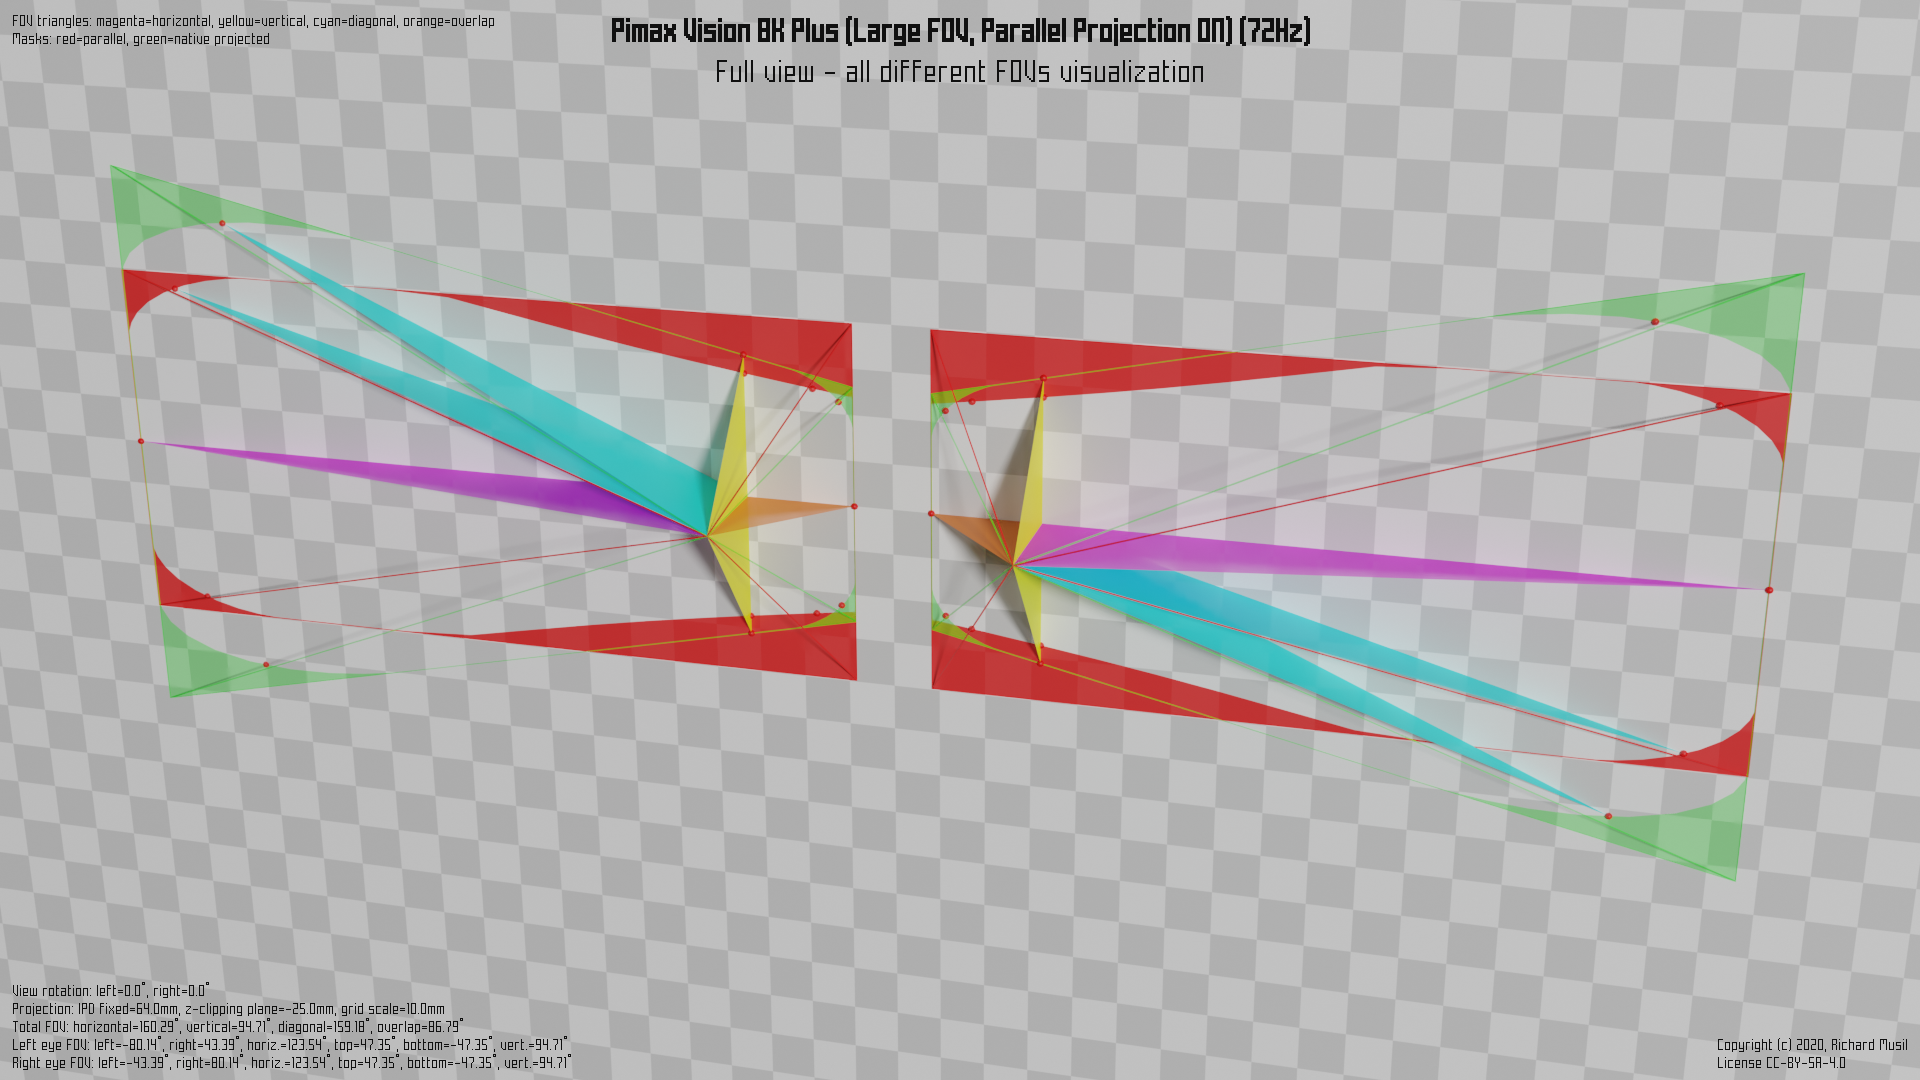 FOV triangles: magenta=horizontal, yellow=vertical, cyan=diagonal, orange=overlap
Masks: red=parallel, green=native projected
Pimax Vision 8K Plus (Large FOV, Parallel Projection ON) (72Hz)
Full view - all different FOVs visualization
View rotation: left=0.0°, right=0.0°
Projection: IPD fixed=64.0mm, z-clipping plane=-25.0mm, grid scale=10.0mm
Total FOV: horizontal=160.29°, vertical=94.71°, diagonal=159.18°, overlap=86.79°
Left eye FOV: left=-80.14°, right=43.39°, horiz.=123.54°, top=47.35°, bottom=-47.35°, vert.=94.71°
Right eye FOV: left=-43.39°, right=80.14°, horiz.=123.54°, top=47.35°, bottom=-47.35°, vert.=94.71°
Copyright (c) 2020, Richard Musil
License CC-BY-SA-4.0